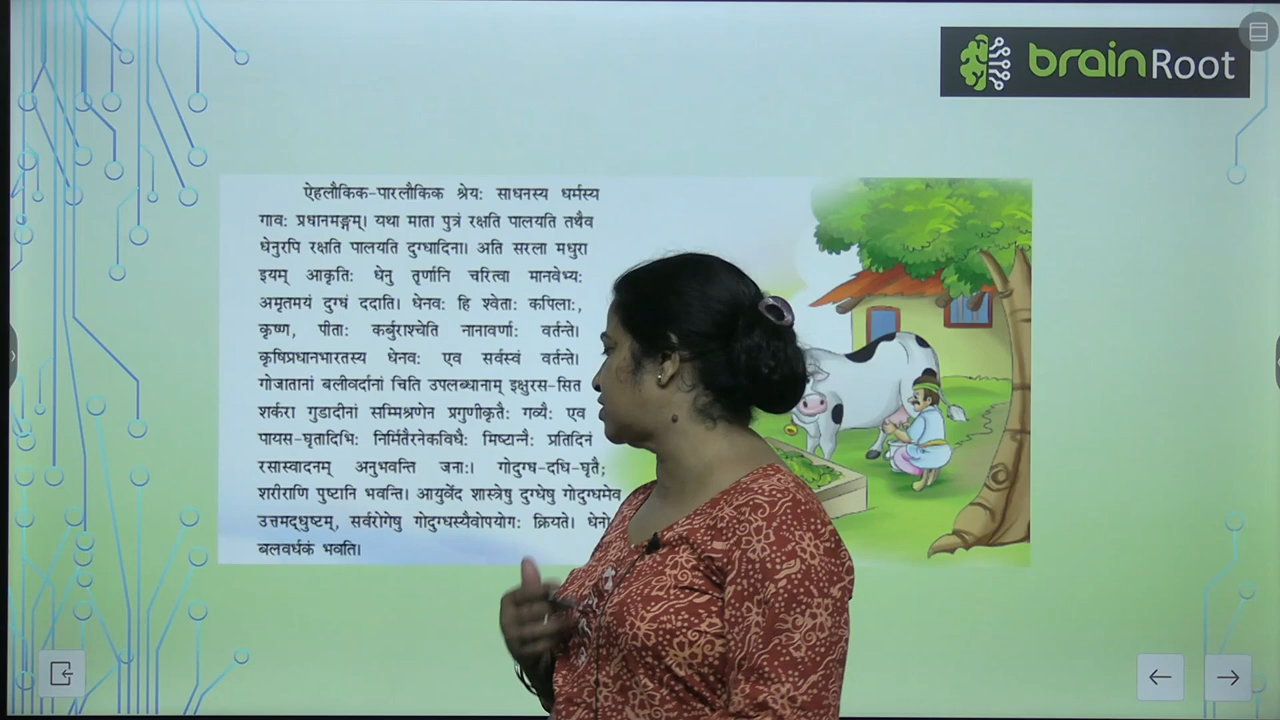 brainRoot
ऐहलौकिक-पारलौकिक श्रेयः साधनस्य धर्मस्य
गावः प्रधानमङ्गम्। यथा माता पुत्रं रक्षति पालयति तथैव
धेनुरपि रक्षति पालयति दुग्धादिना। अति सरला मधुरा
इयम् आकृतिः धेनु तृर्णानि चरित्वा मानवेभ्यः
अमृतमयं दुग्धं ददाति। धेनवः हि श्वेताः कपिलाः,
कृष्ण, पीताः कर्बुराश्चेति नानावर्णाः वर्तन्ते।
कृषिप्रधानभारतस्य धेनवः एव सर्वस्वं वर्तन्ते।
गोजातानां बलीवर्दानां चिति उपलब्धानाम् इक्षुरस-सित
शर्करा गुडादीनां सम्मिश्रणेन प्रगुणीकृतैः गव्यैः एव
पायस-घृतादिभिः निर्मितैरनेकविधैः मिष्टान्नैः प्रतिदिनं
रसास्वादनम् अनुभवन्ति जनाः। गोदुग्ध-दधि-घृतै;
शरीराणि पुष्टानि भवन्ति। आयुर्वेद शास्त्रेषु दुग्धेषु गोदुग्धमेव
उत्तमद्धुष्टम्, सर्वरोगेषु गोदुग्धस्यैवोपयोगः क्रियते।
बलवर्धकं भवति।